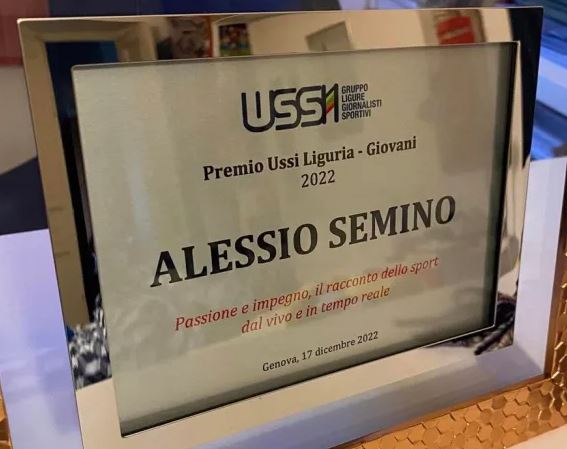 USSI
GRUPPO
LIGURE
GIORNALISTI
SPORTIVI
Premio Ussi Liguria - Giovani
2022
ALESSIO SEMINO
Passione e impegno, il racconto dello sport
dal vivo e in tempo reale
Genova, 17 dicembre 2022